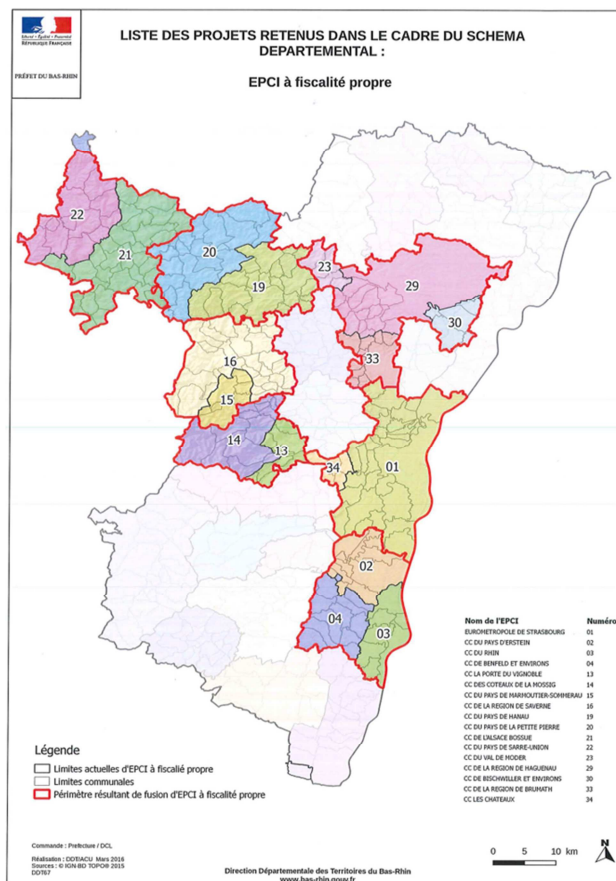 Liberté • Égalité • Fraternité
RÉPUBLIQUE FRANÇAISE
PRÉFET DU BAS-RHIN
LISTE DES PROJETS RETENUS DANS LE CADRE DU SCHEMA
DEPARTEMENTAL :
EPCI à fiscalité propre
22
21
20
19
23
29
30
33
16
15
14
13
34
01
02
04
03
Nom de l'EPCI Numéro
EUROMETROPOLE DE STRASBOURG 01
CC DU PAYS D'ERSTEIN 02
CC DU RHIN 03
CC DE BENFELD ET ENVIRONS 04
CC LA PORTE DU VIGNOBLE 13
CC DES COTEAUX DE LA MOSSIG 14
CC DU PAYS DE MARMOUTIER-SOMMERAU 15
CC DE LA REGION DE SAVERNE 16
CC DU PAYS DE HANAU 19
CC DU PAYS DE LA PETITE PIERRE 20
CC DE L'ALSACE BOSSUE 21
CC DU PAYS DE SARRE-UNION 22
CC DU VAL DE MODER 23
CC DE LA REGION DE HAGUENAU 29
CC DE BISCHWILLER ET ENVIRONS 30
CC DE LA REGION DE BRUMATH 33
CC LES CHATEAUX 34
Légende
Limites actuelles d'EPCI à fiscalié propre
Limites communales
Périmètre résultant de fusion d'EPCI à fiscalité propre
Commande : Prefecture / DCL
Réalisation : DDT/ACU Mars 2016
Sources : © IGN-BD TOPO® 2015
DDT67
Direction Départementale des Territoires du Bas-Rhin
www.bas-rhin.gouv.fr
0 5 10 km
N